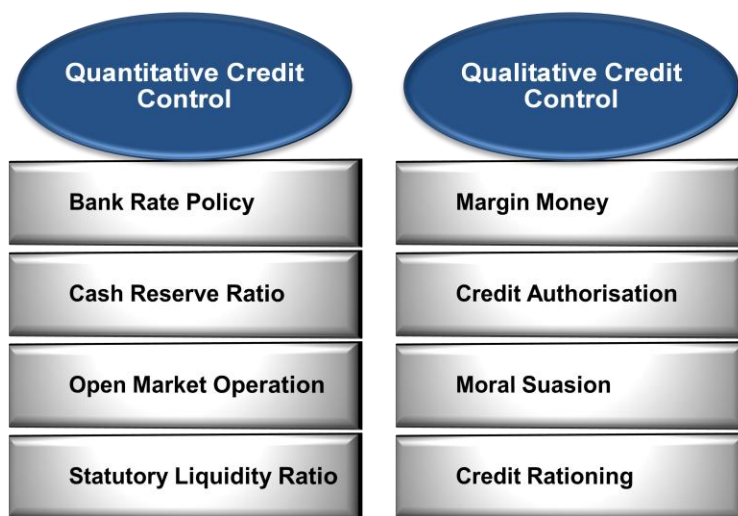 Quantitative Credit
Control
Bank Rate Policy
Cash Reserve Ratio
Open Market Operation
Statutory Liquidity Ratio
Qualitative Credit
Control
Margin Money
Credit Authorisation
Moral Suasion
Credit Rationing